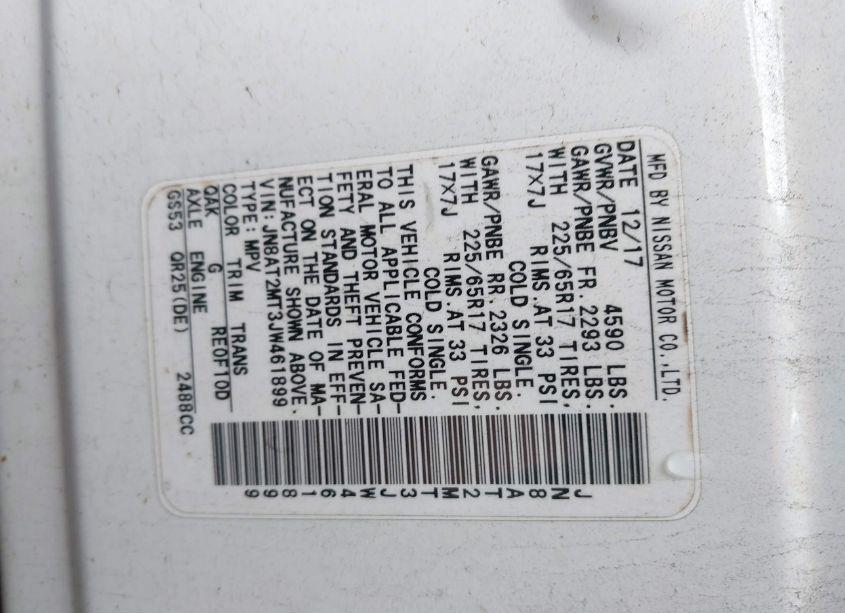 MFD BY NISSAN MOTOR CO.,LTD.
DATE 12/17
GVWR/PNBV 4590 LBS.
GAWR/PNBE FR. 2293 LBS.
WITH 225/65R17 TIRES,
17X7J RIMS.AT 33 PSI
COLD SINGLE.
GAWR/PNBE RR. 2326 LBS.
WITH 225/65R17 TIRES,
17X7J RIMS.AT 33 PSI
COLD SINGLE.
THIS VEHICLE CONFORMS
TO ALL APPLICABLE FED-
ERAL MOTOR VEHICLE SA-
FETY AND THEFT PREVEN-
TION STANDARDS IN EFF-
ECT ON THE DATE OF MA-
NUFACTURE SHOWN ABOVE.
VIN:JN8AT2MT3JW461899
TYPE:MPV
COLOR TRIM TRANS
QAK G REOFIOD
AXLE ENGINE
GS53 QR25(DE) 2488CC
JN8AT2MT3JW461899